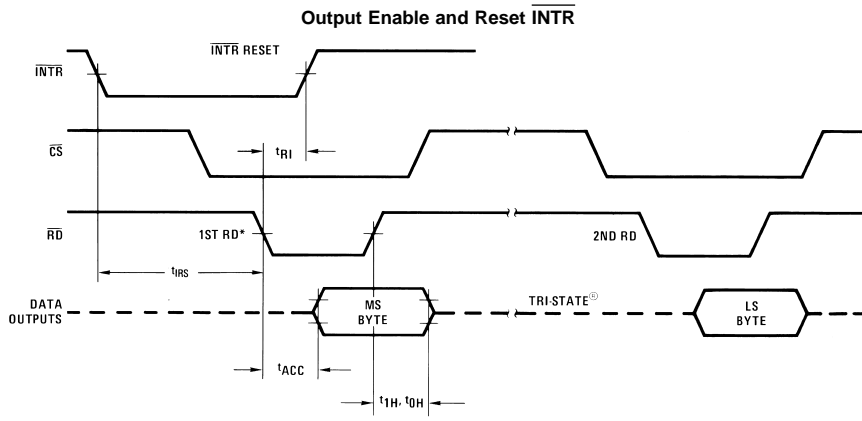 Output Enable and Reset INTR
INTR RESET
INTR
CS
tRI
RD
1ST RD*
2ND RD
tIRS
DATA
OUTPUTS
MS
BYTE
TRI-STATE®
LS
BYTE
tACC
t1H, t0H